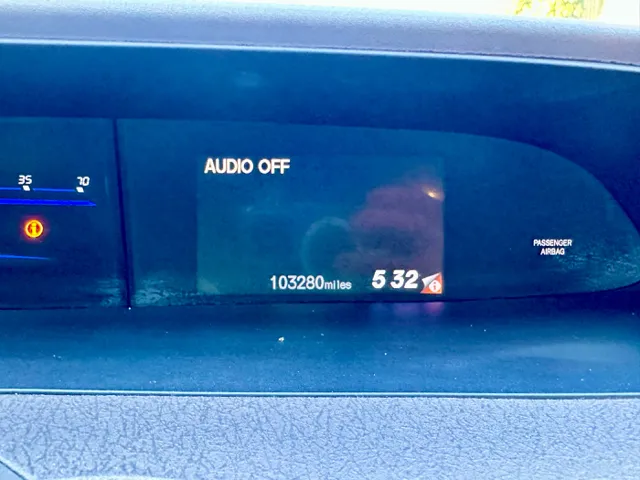 AUDIO OFF
35 70
PASSENGER
AIRBAG
103280miles 5 32